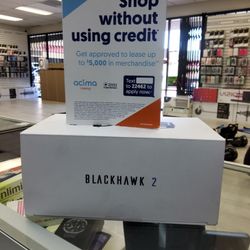 Shop
without
using credit
Get approved to lease up
to $5,000 in merchandise
acima
Text
to 22462 to
apply now.
BLACKHAWK 2